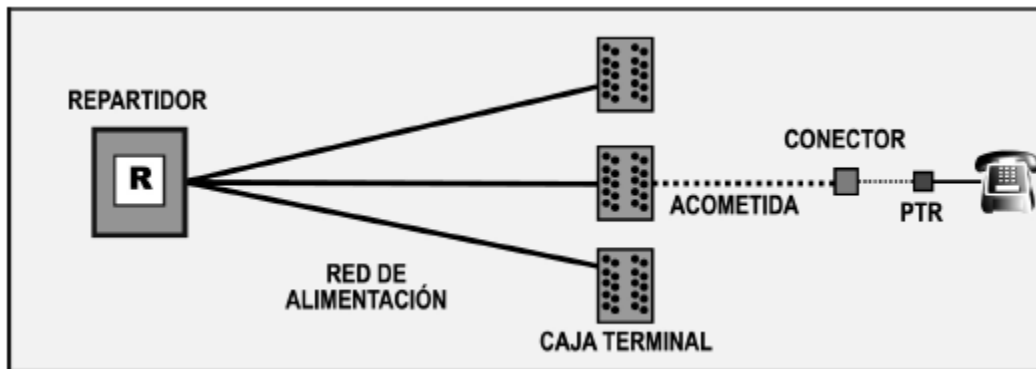 REPARTIDOR
R
CONECTOR
ACOMETIDA
PTR
RED DE
ALIMENTACIÓN
CAJA TERMINAL